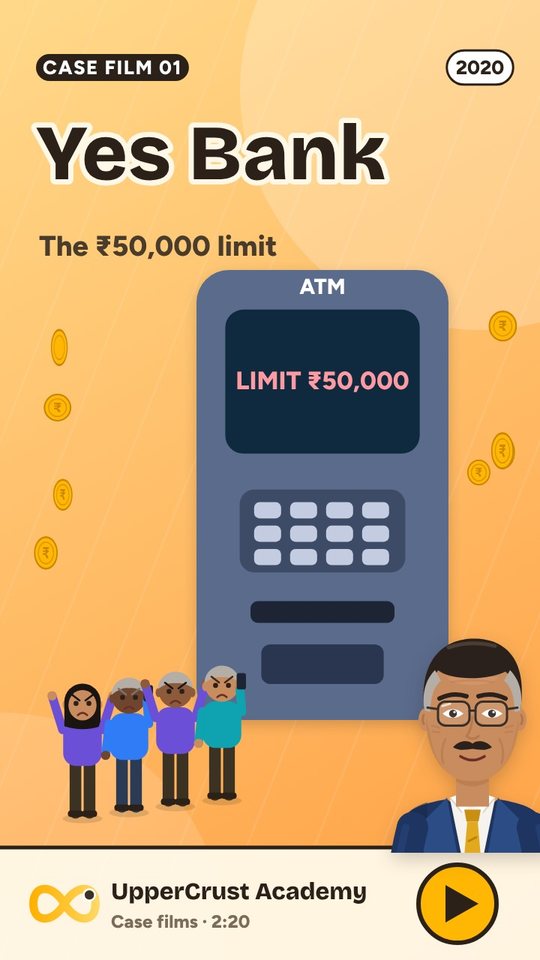 CASE FILM 01
2020
Yes Bank
The ₹50,000 limit
ATM
LIMIT ₹50,000
UpperCrust Academy
Case films · 2:20